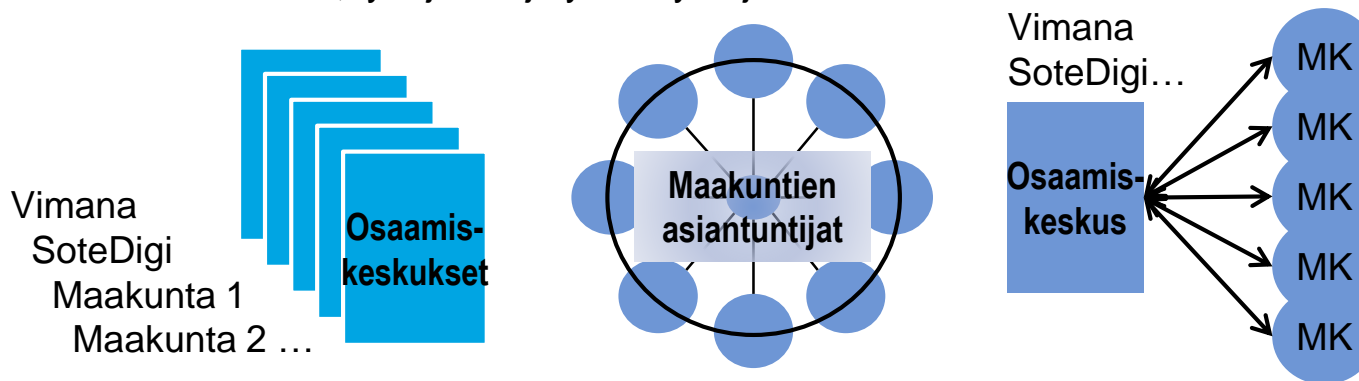 Vimana
SoteDigi
Maakunta 1
Maakunta 2 …
Osaamis-
keskukset
Maakuntien
asiantuntijat
Vimana
SoteDigi…
Osaamis-
keskus
MK
MK
MK
MK
MK